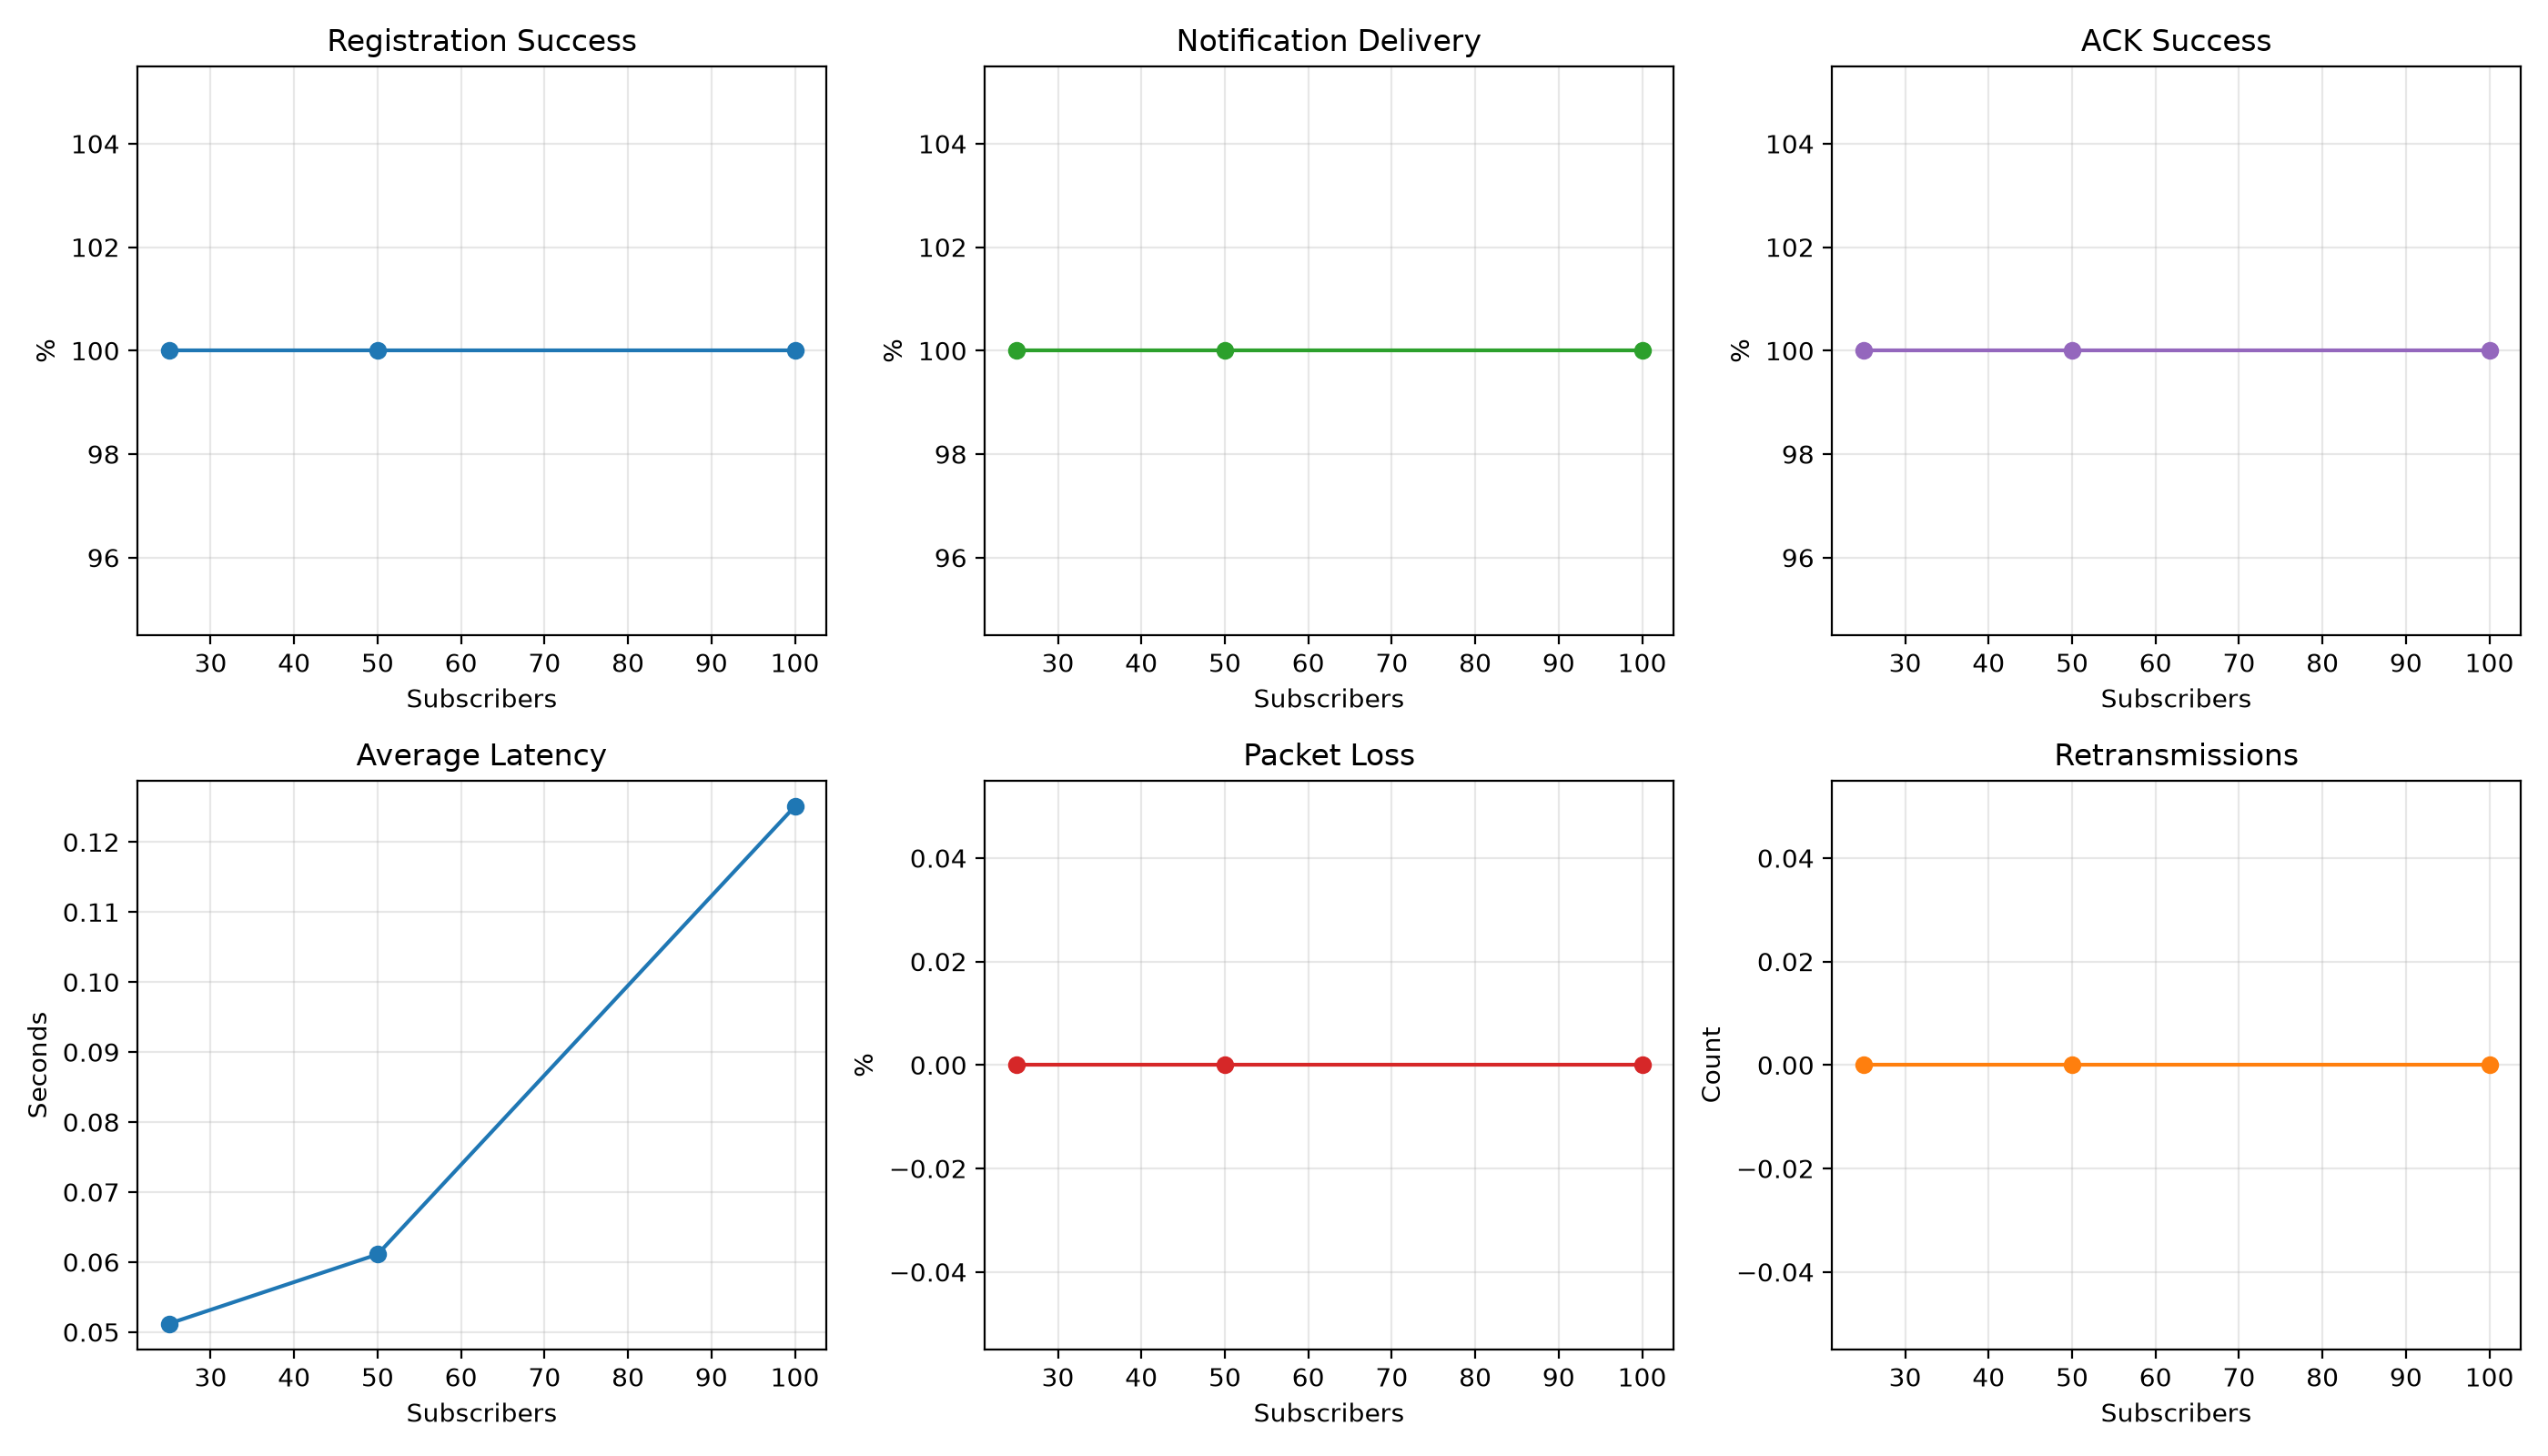 Registration Success
104
102
100
98
96
%
30 40 50 60 70 80 90 100
Subscribers
Notification Delivery
104
102
100
98
96
%
30 40 50 60 70 80 90 100
Subscribers
ACK Success
104
102
100
98
96
%
30 40 50 60 70 80 90 100
Subscribers
Average Latency
0.12
0.11
0.10
0.09
0.08
0.07
0.06
0.05
Seconds
30 40 50 60 70 80 90 100
Subscribers
Packet Loss
0.04
0.02
0.00
−0.02
−0.04
%
30 40 50 60 70 80 90 100
Subscribers
Retransmissions
0.04
0.02
0.00
−0.02
−0.04
Count
30 40 50 60 70 80 90 100
Subscribers